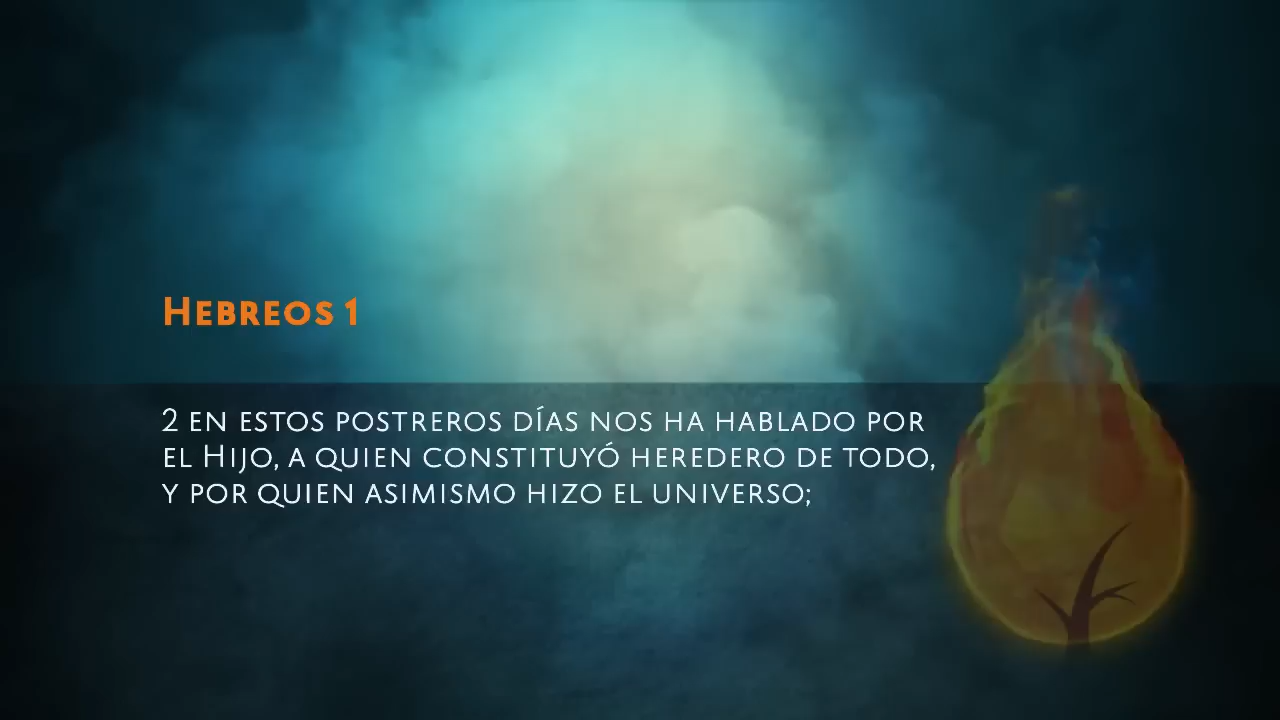 Hebreos 1
2 en estos postreros días nos ha hablado por
el Hijo, a quien constituyó heredero de todo,
y por quien asimismo hizo el universo;